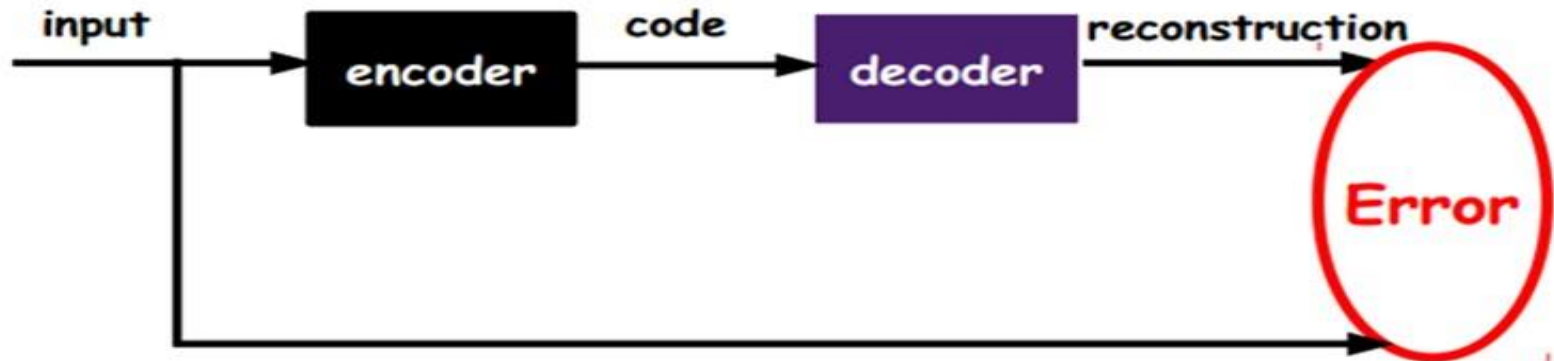 input
code
reconstruction
encoder
decoder
Error